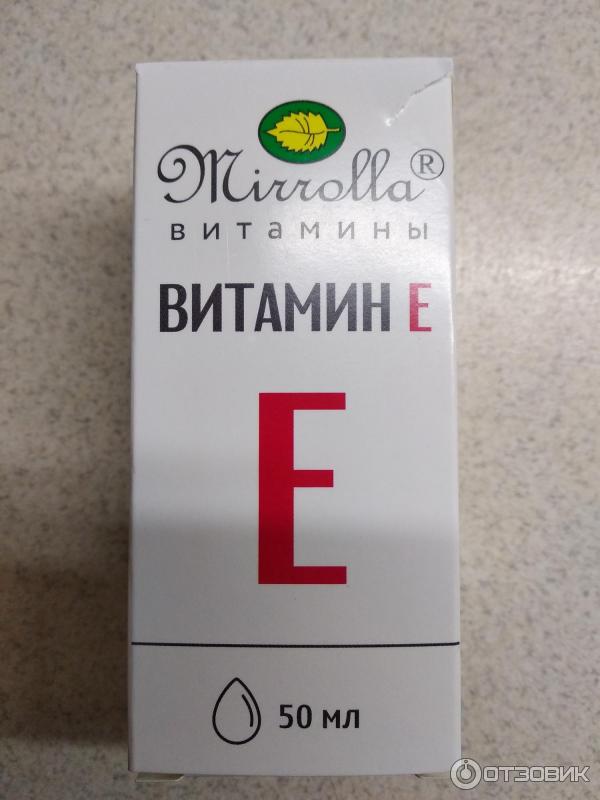 Mirrolla®
витамины
ВИТАМИН Е
Е
50 мл
ОТЗОВИК